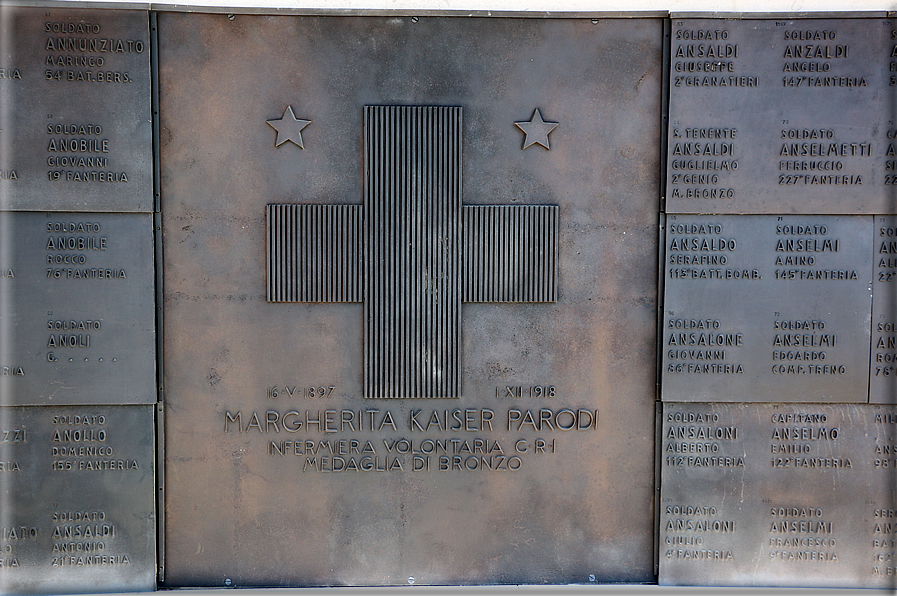 SOLDATO
ANNUNZIATO
MARINGO
54° BAT.BERS.
SOLDATO
ANOBILE
GIOVANNI
19° FANTERIA
SOLDATO
ANOBILE
ROCCO
76° FANTERIA
SOLDATO
ANOLI
G. . . . . .
SOLDATO
ANOLLO
DOMENICO
155° FANTERIA
SOLDATO
ANSALDI
ANTONIO
21° FANTERIA
16·V·1897 1·XII·1918
MARGHERITA KAISER PARODI
INFERMIERA VOLONTARIA C·R·I
MEDAGLIA DI BRONZO
SOLDATO
ANSALDI
GIUSEPPE
2° GRANATIERI
SOLDATO
ANZALDI
ANGELO
147° FANTERIA
S. TENENTE
ANSALDI
GUGLIELMO
2° GENIO
M. BRONZO
SOLDATO
ANSELMETTI
FERRUCCIO
227° FANTERIA
SOLDATO
ANSALDO
SERAFINO
113° BATT. BOMB.
SOLDATO
ANSELMI
AMINO
145° FANTERIA
SOLDATO
ANSALONE
GIOVANNI
86° FANTERIA
SOLDATO
ANSELMI
EDOARDO
COMP. TRENO
SOLDATO
ANSALONI
ALBERTO
112° FANTERIA
CAPITANO
ANSELMO
EMILIO
122° FANTERIA
SOLDATO
ANSALONI
GIULIO
4° FANTERIA
SOLDATO
ANSELMI
FRANCESCO
9° FANTERIA